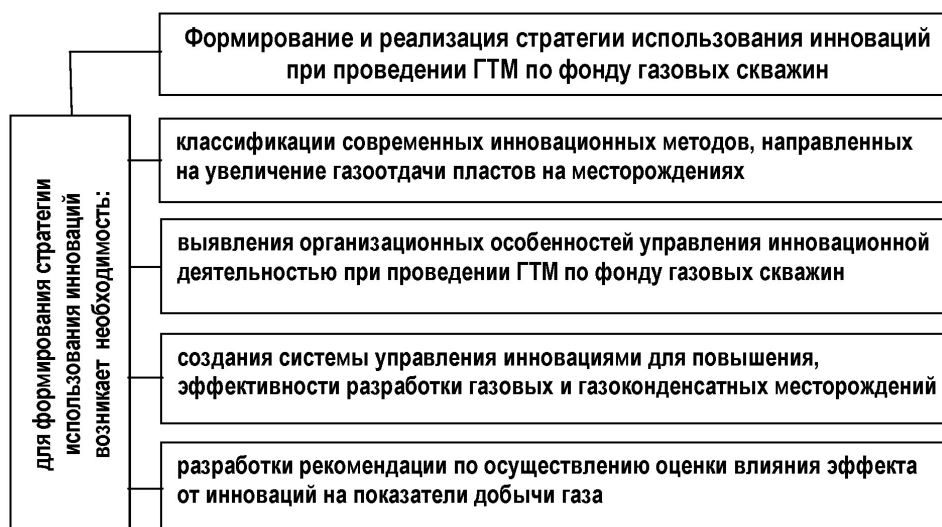 Формирование и реализация стратегии использования инноваций
при проведении ГТМ по фонду газовых скважин
для формирования стратегии
использования инноваций
возникает необходимость:
классификации современных инновационных методов, направленных
на увеличение газоотдачи пластов на месторождениях
выявления организационных особенностей управления инновационной
деятельностью при проведении ГТМ по фонду газовых скважин
создания системы управления инновациями для повышения,
эффективности разработки газовых и газоконденсатных месторождений
разработки рекомендации по осуществлению оценки влияния эффекта
от инноваций на показатели добычи газа